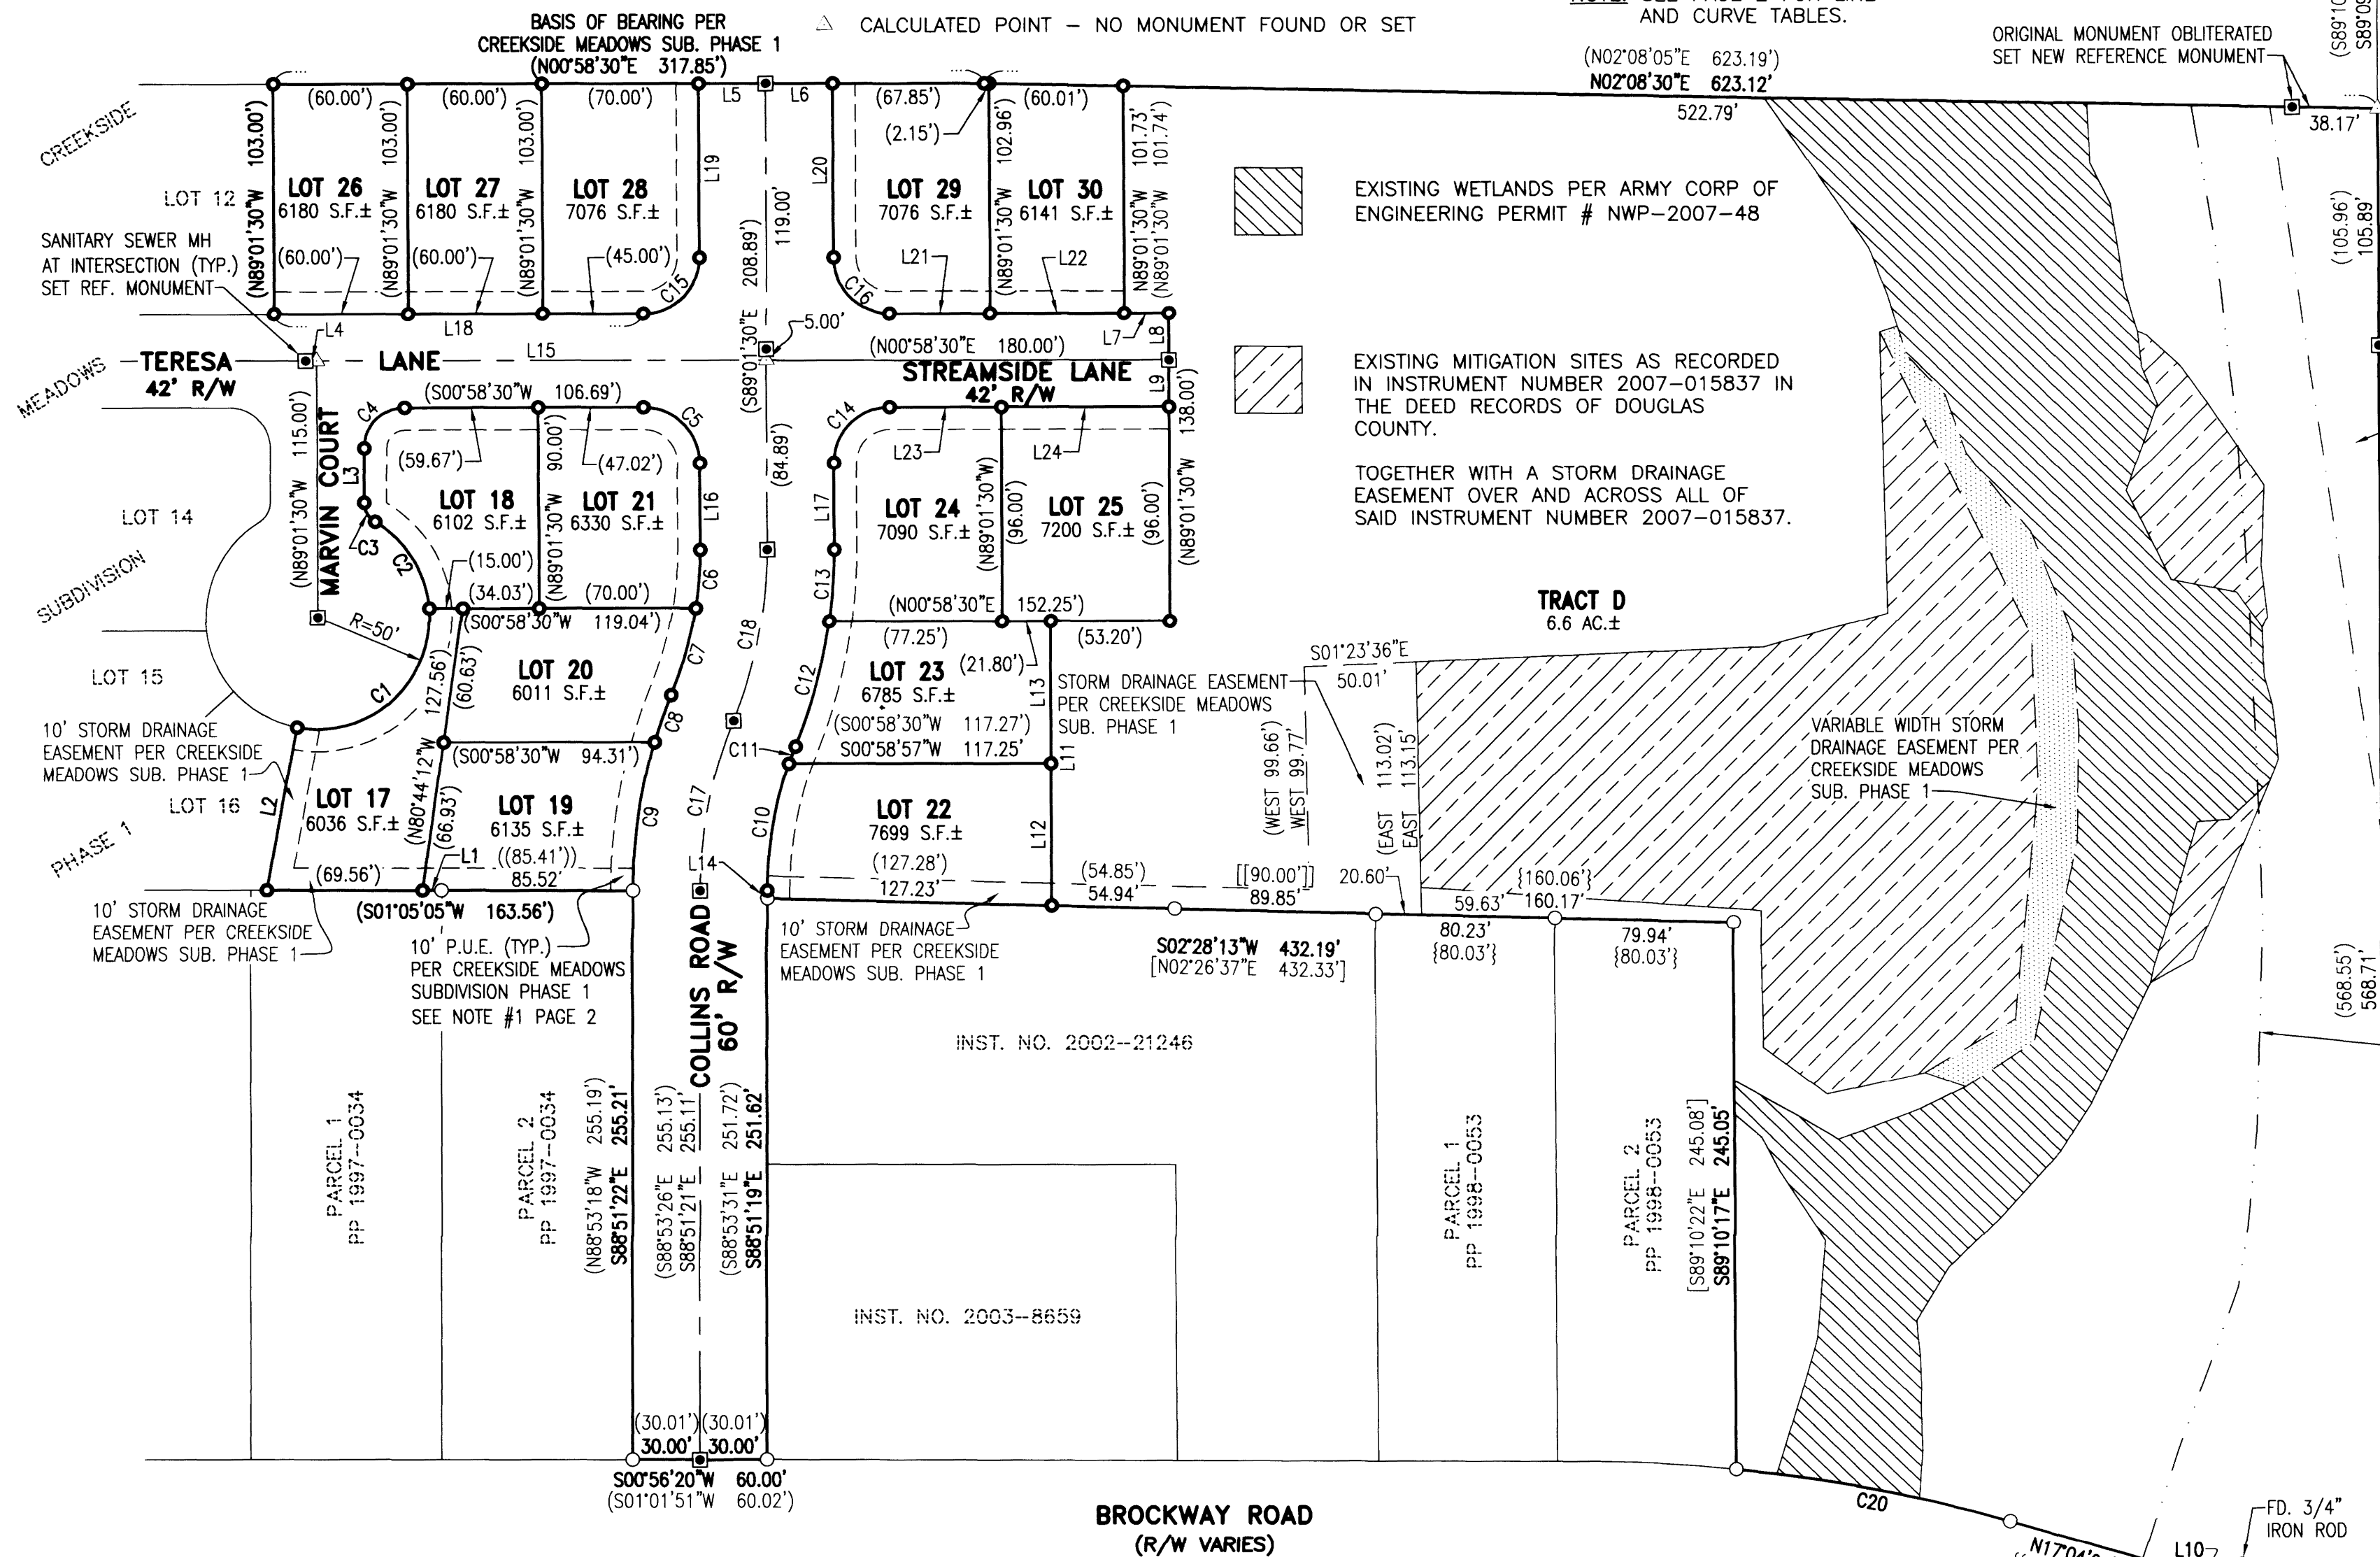 BASIS OF BEARING PER
CREEKSIDE MEADOWS SUB. PHASE 1
(N00°58'30"E 317.85')
△ CALCULATED POINT – NO MONUMENT FOUND OR SET
AND CURVE TABLES.
(N02°08'05"E 623.19')
N02°08'30"E 623.12'
522.79'
ORIGINAL MONUMENT OBLITERATED
SET NEW REFERENCE MONUMENT
38.17'
CREEKSIDE
MEADOWS
SUBDIVISION
PHASE 1
LOT 12
LOT 14
LOT 15
LOT 16
(60.00')
(60.00')
(70.00')
L5
L6
(67.85')
(2.15')
(60.01')
(N89°01'30"W 103.00')
(N89°01'30"W 103.00')
(N89°01'30"W 103.00')
L19
L20
119.00'
(S89°01'30"E 208.89')
(N89°01'30"W 102.96')
N89°01'30"W 101.73'
(N89°01'30"W 101.74')
LOT 26
6180 S.F.±
LOT 27
6180 S.F.±
LOT 28
7076 S.F.±
LOT 29
7076 S.F.±
LOT 30
6141 S.F.±
(60.00')
(60.00')
(45.00')
C15
C16
L21
L22
SANITARY SEWER MH
AT INTERSECTION (TYP.)
SET REF. MONUMENT
L4
L18
L15
5.00'
L7
L8
L9
TERESA LANE
42' R/W
(N00°58'30"E 180.00')
STREAMSIDE LANE
42' R/W
EXISTING WETLANDS PER ARMY CORP OF
ENGINEERING PERMIT # NWP–2007–48
EXISTING MITIGATION SITES AS RECORDED
IN INSTRUMENT NUMBER 2007–015837 IN
THE DEED RECORDS OF DOUGLAS
COUNTY.
TOGETHER WITH A STORM DRAINAGE
EASEMENT OVER AND ACROSS ALL OF
SAID INSTRUMENT NUMBER 2007–015837.
(105.96')
105.89'
(N89°01'30"W 115.00')
MARVIN COURT
C4
(S00°58'30"W 106.69')
C5
L3
C3
C2
(59.67')
(47.02')
(N89°01'30"W 90.00')
LOT 18
6102 S.F.±
LOT 21
6330 S.F.±
L16
(84.89')
C14
L23
L24
L17
LOT 24
7090 S.F.±
(N89°01'30"W)
(96.00')
LOT 25
7200 S.F.±
(96.00')
(N89°01'30"W 138.00')
(15.00')
(34.03')
(70.00')
(S00°58'30"W 119.04')
C6
C13
C18
(N00°58'30"E 152.25')
(77.25')
(53.20')
(21.80')
TRACT D
6.6 AC.±
R=50'
C1
(N80°44'12"W 127.56')
(60.63')
LOT 20
6011 S.F.±
C7
C8
C12
LOT 23
6785 S.F.±
L13
STORM DRAINAGE EASEMENT
PER CREEKSIDE MEADOWS
SUB. PHASE 1
S01°23'36"E
50.01'
(WEST 99.66')
WEST 99.77'
(EAST 113.02')
EAST 113.15'
VARIABLE WIDTH STORM
DRAINAGE EASEMENT PER
CREEKSIDE MEADOWS
SUB. PHASE 1
10' STORM DRAINAGE
EASEMENT PER CREEKSIDE
MEADOWS SUB. PHASE 1
(S00°58'30"W 94.31')
C11
(S00°58'30"W 117.27')
S00°58'57"W 117.25'
L11
L2
LOT 17
6036 S.F.±
(66.93')
LOT 19
6135 S.F.±
C9
C17
C10
LOT 22
7699 S.F.±
L12
(69.56')
L1
((85.41'))
85.52'
L14
(127.28')
127.23'
(54.85')
54.94'
[[90.00']]
89.85'
20.60'
59.63'
{160.06'}
160.17'
(S01°05'05"W 163.56')
10' STORM DRAINAGE
EASEMENT PER CREEKSIDE
MEADOWS SUB. PHASE 1
10' P.U.E. (TYP.)
PER CREEKSIDE MEADOWS
SUBDIVISION PHASE 1
SEE NOTE #1 PAGE 2
COLLINS ROAD
60' R/W
10' STORM DRAINAGE
EASEMENT PER CREEKSIDE
MEADOWS SUB. PHASE 1
S02°28'13"W 432.19'
[N02°26'37"E 432.33']
80.23'
{80.03'}
79.94'
{80.03'}
(568.55')
568.71'
INST. NO. 2002–21246
PARCEL 1
PP 1997–0034
PARCEL 2
PP 1997–0034
(N88°53'18"W 255.19')
S88°51'22"E 255.21'
(S88°53'26"E 255.13')
S88°51'21"E 255.11'
(S88°53'31"E 251.72')
S88°51'19"E 251.62'
PARCEL 1
PP 1998–0053
PARCEL 2
PP 1998–0053
[S89°10'22"E 245.08']
S89°10'17"E 245.05'
INST. NO. 2003–8659
(30.01')
(30.01')
30.00'
30.00'
S00°56'20"W 60.00'
(S01°01'51"W 60.02')
BROCKWAY ROAD
(R/W VARIES)
C20
FD. 3/4"
IRON ROD
L10